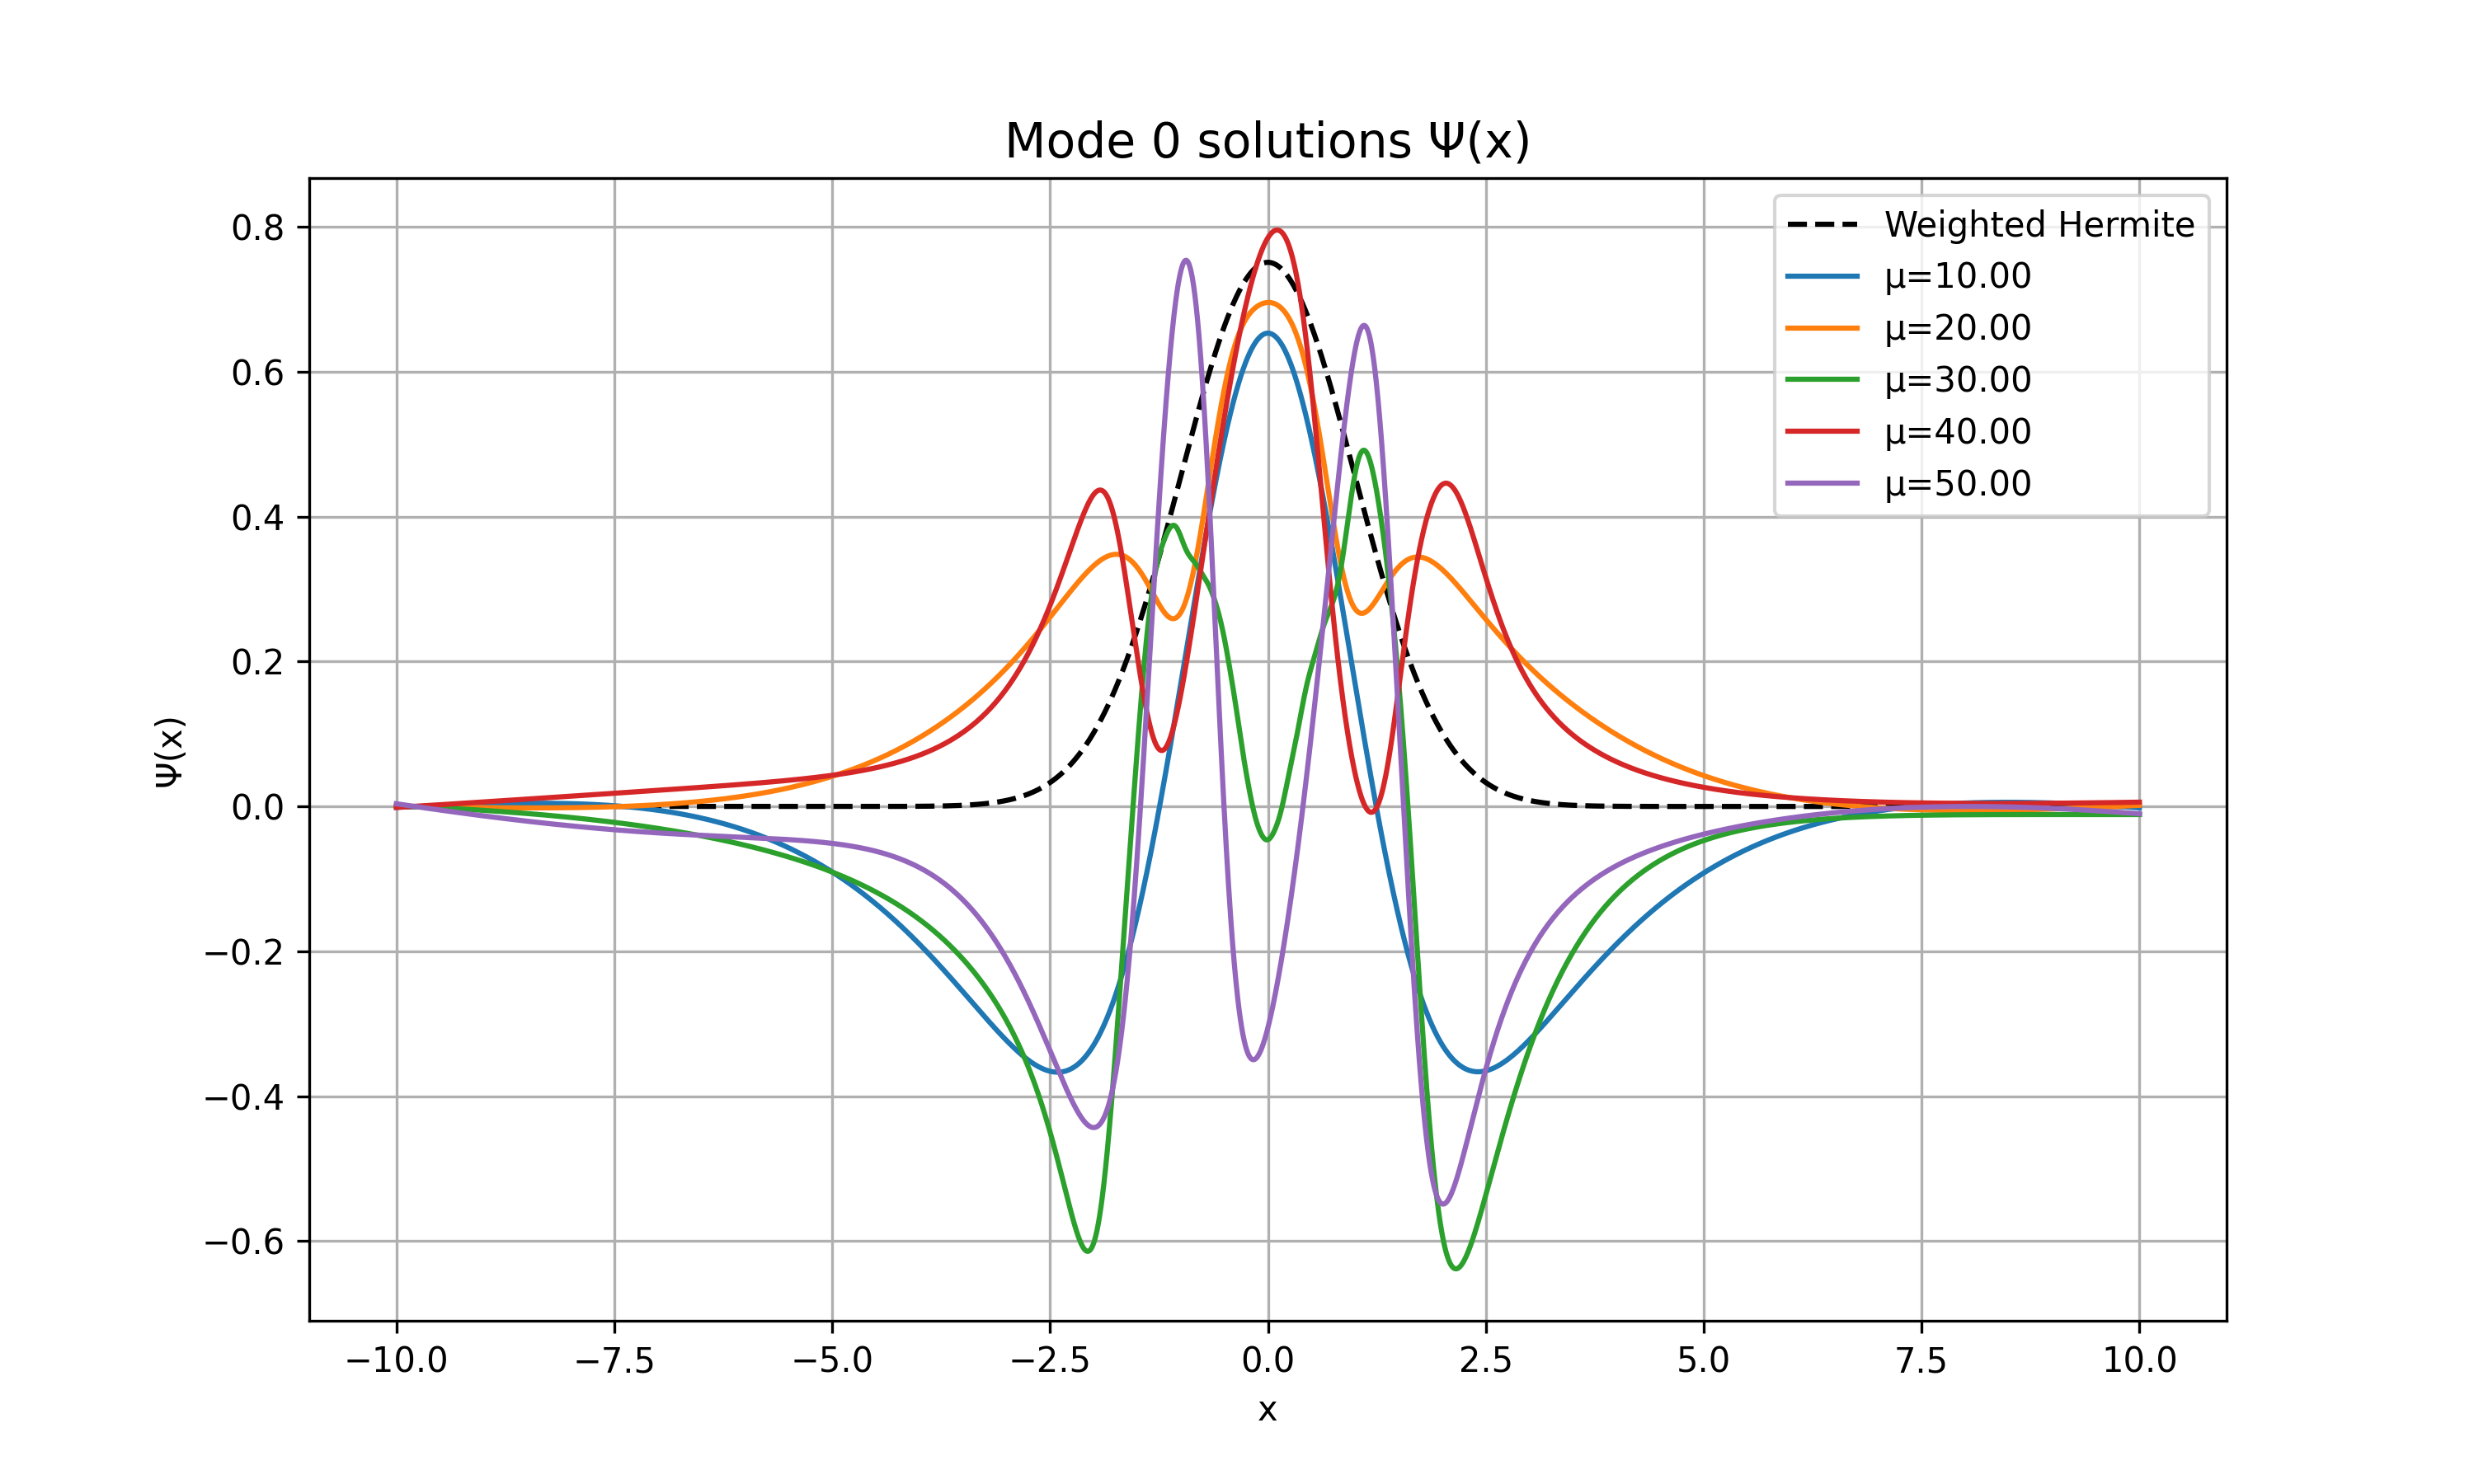 Mode 0 solutions Ψ(x)
Ψ(x)
0.8
0.6
0.4
0.2
0.0
−0.2
−0.4
−0.6
−10.0 −7.5 −5.0 −2.5 0.0 2.5 5.0 7.5 10.0
x
Weighted Hermite
μ=10.00
μ=20.00
μ=30.00
μ=40.00
μ=50.00